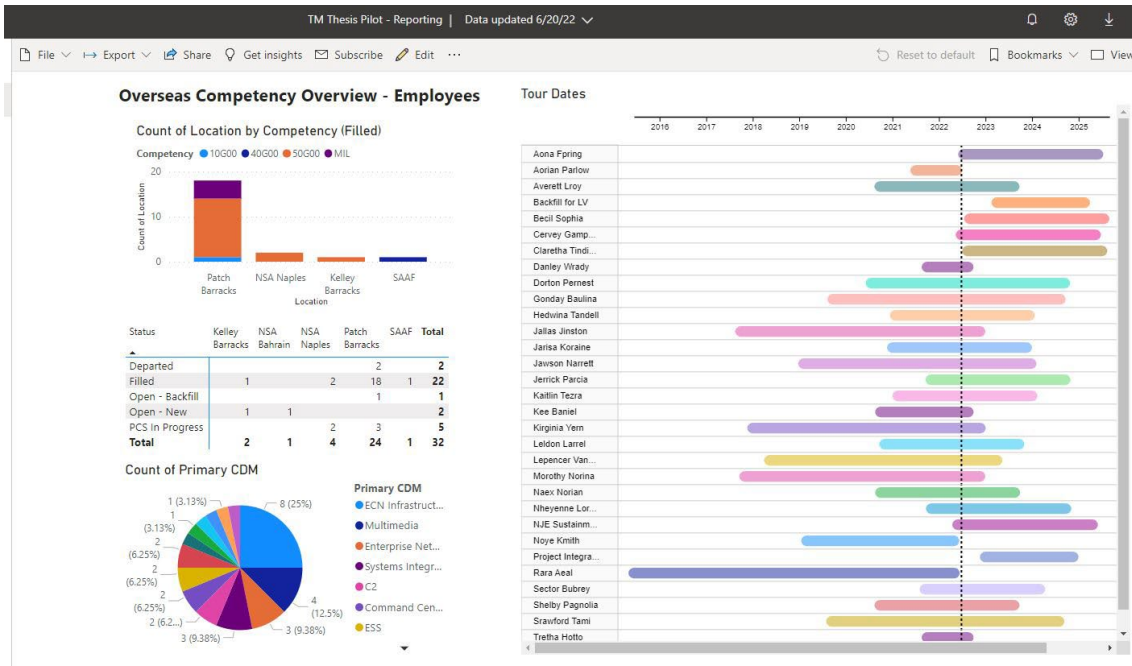 TM Thesis Pilot - Reporting | Data updated 6/20/22
File Export Share Get insights Subscribe Edit ... Reset to default Bookmarks View
Overseas Competency Overview - Employees
Count of Location by Competency (Filled)
Competency 10G00 40G00 50G00 MIL
20
10
0
Count of Location
Patch Barracks
NSA Naples
Kelley Barracks
SAAF
Location
Status Kelley Barracks NSA Bahrain NSA Naples Patch Barracks SAAF Total
Departed 2 2
Filled 1 2 18 1 22
Open - Backfill 1 1
Open - New 1 1 2
PCS In Progress 2 3 5
Total 2 1 4 24 1 32
Count of Primary CDM
8 (25%)
4 (12.5%)
3 (9.38%)
3 (9.38%)
2 (6.2...)
2 (6.25%)
2 (6.25%)
2 (6.25%)
1 (3.13%)
1 (3.13%)
Primary CDM
ECN Infrastruct...
Multimedia
Enterprise Net...
Systems Integr...
C2
Command Cen...
ESS
Tour Dates
2016 2017 2018 2019 2020 2021 2022 2023 2024 2025
Aona Fpring
Aorian Parlow
Averett Lroy
Backfill for LV
Becil Sophia
Cervey Gamp...
Claretha Tindi...
Danley Wrady
Dorton Pernest
Gonday Baulina
Hedwina Tandell
Jallas Jinston
Jarisa Koraine
Jawson Narrett
Jerrick Parcia
Kaitlin Tezra
Kee Baniel
Kirginia Yern
Leldon Larrel
Lepencer Van...
Morothy Norina
Naex Norian
Nheyenne Lor...
NJE Sustainm...
Noye Kmith
Project Integra...
Rara Aeal
Sector Bubrey
Shelby Pagnolia
Srawford Tami
Tretha Hotto